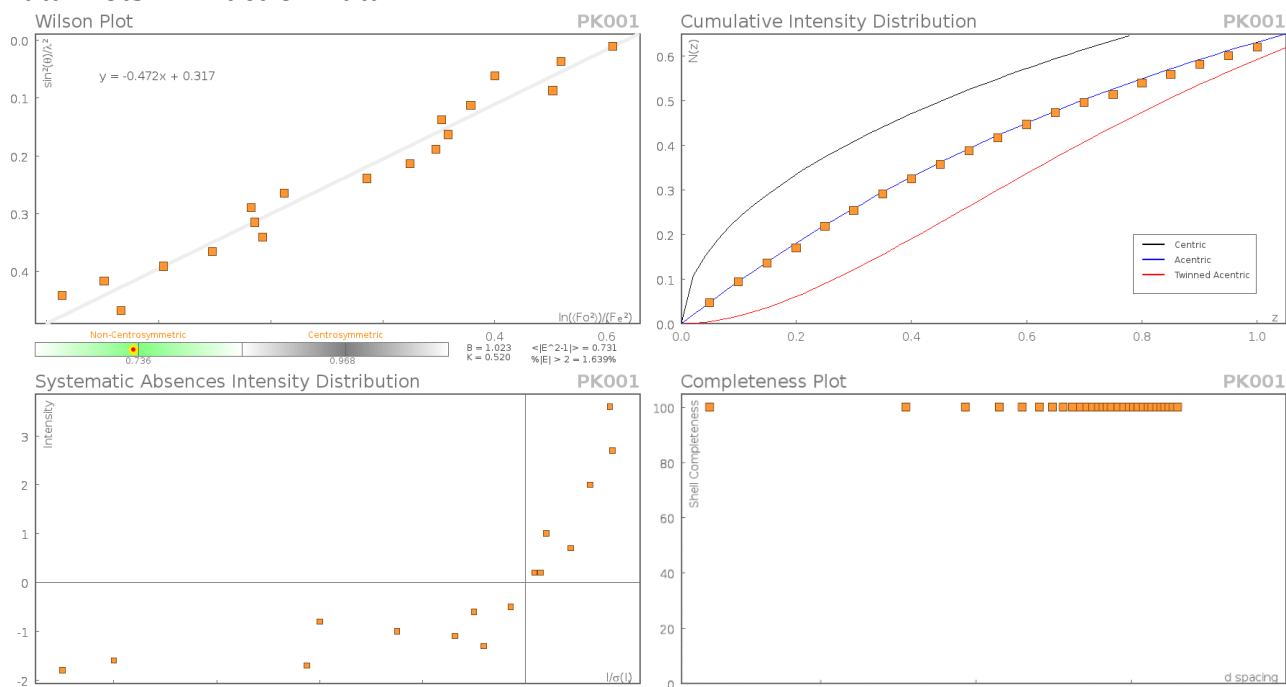 Wilson Plot PK001
sin²(θ)/λ²
0.0
0.1
0.2
0.3
0.4
y = -0.472x + 0.317
ln(⟨Fo²⟩)/(Fₑ²)
0.4 0.6
Non-Centrosymmetric Centrosymmetric
0.736 0.968
B = 1.023 <|E^2-1|> = 0.731
K = 0.520 %|E| > 2 = 1.639%
Cumulative Intensity Distribution PK001
N(z)
0.6
0.5
0.4
0.3
0.2
0.1
0.0
Centric
Acentric
Twinned Acentric
z
0.0 0.2 0.4 0.6 0.8 1.0
Systematic Absences Intensity Distribution PK001
Intensity
3
2
1
0
-1
-2
I/σ(I)
Completeness Plot PK001
Shell Completeness
100
80
60
40
20
0
d spacing